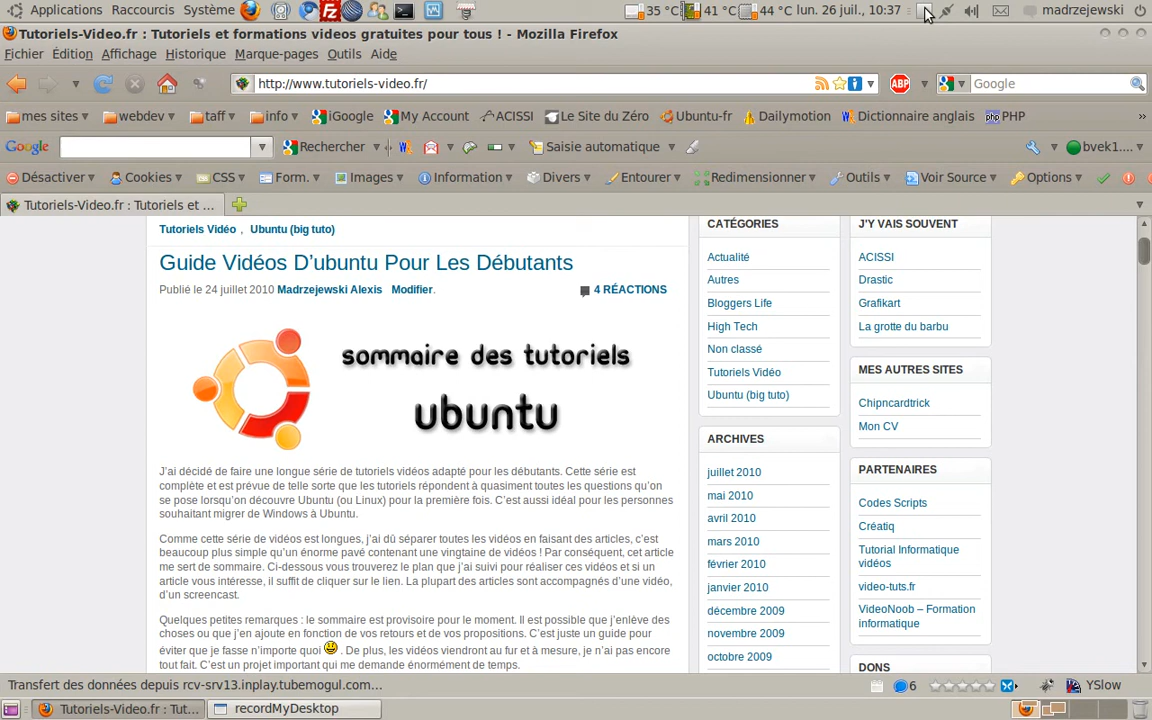 Applications Raccourcis Système 35 °C 41 °C 44 °C lun. 26 juil., 10:37 madrzejewski
Tutoriels-Video.fr : Tutoriels et formations videos gratuites pour tous ! - Mozilla Firefox
Fichier Édition Affichage Historique Marque-pages Outils Aide
http://www.tutoriels-video.fr/ ABP Google
mes sites webdev taff info iGoogle My Account ACISSI Le Site du Zéro Ubuntu-fr Dailymotion Dictionnaire anglais php PHP »
Google Rechercher Saisie automatique bvek1....
Désactiver Cookies CSS Form. Images Information Divers Entourer Redimensionner Outils Voir Source Options
Tutoriels-Video.fr : Tutoriels et ...
Tutoriels Vidéo , Ubuntu (big tuto)
Guide Vidéos D'ubuntu Pour Les Débutants
Publié le 24 juillet 2010 Madrzejewski Alexis Modifier. 4 RÉACTIONS
sommaire des tutoriels
ubuntu
J'ai décidé de faire une longue série de tutoriels vidéos adapté pour les débutants. Cette série est
complète et est prévue de telle sorte que les tutoriels répondent à quasiment toutes les questions qu'on
se pose lorsqu'on découvre Ubuntu (ou Linux) pour la première fois. C'est aussi idéal pour les personnes
souhaitant migrer de Windows à Ubuntu.
Comme cette série de vidéos est longues, j'ai dû séparer toutes les vidéos en faisant des articles, c'est
beaucoup plus simple qu'un énorme pavé contenant une vingtaine de vidéos ! Par conséquent, cet article
me sert de sommaire. Ci-dessous vous trouverez le plan que j'ai suivi pour réaliser ces vidéos et si un
article vous intéresse, il suffit de cliquer sur le lien. La plupart des articles sont accompagnés d'une vidéo,
d'un screencast.
Quelques petites remarques : le sommaire est provisoire pour le moment. Il est possible que j'enlève des
choses ou que j'en ajoute en fonction de vos retours et de vos propositions. C'est juste un guide pour
éviter que je fasse n'importe quoi . De plus, les vidéos viendront au fur et à mesure, je n'ai pas encore
tout fait. C'est un projet important qui me demande énormément de temps.
CATÉGORIES
Actualité
Autres
Bloggers Life
High Tech
Non classé
Tutoriels Vidéo
Ubuntu (big tuto)
ARCHIVES
juillet 2010
mai 2010
avril 2010
mars 2010
février 2010
janvier 2010
décembre 2009
novembre 2009
octobre 2009
J'Y VAIS SOUVENT
ACISSI
Drastic
Grafikart
La grotte du barbu
MES AUTRES SITES
Chipncardtrick
Mon CV
PARTENAIRES
Codes Scripts
Créatiq
Tutorial Informatique
vidéos
video-tuts.fr
VideoNoob – Formation
informatique
DONS
Transfert des données depuis rcv-srv13.inplay.tubemogul.com... 6 YSlow
Tutoriels-Video.fr : Tut... recordMyDesktop